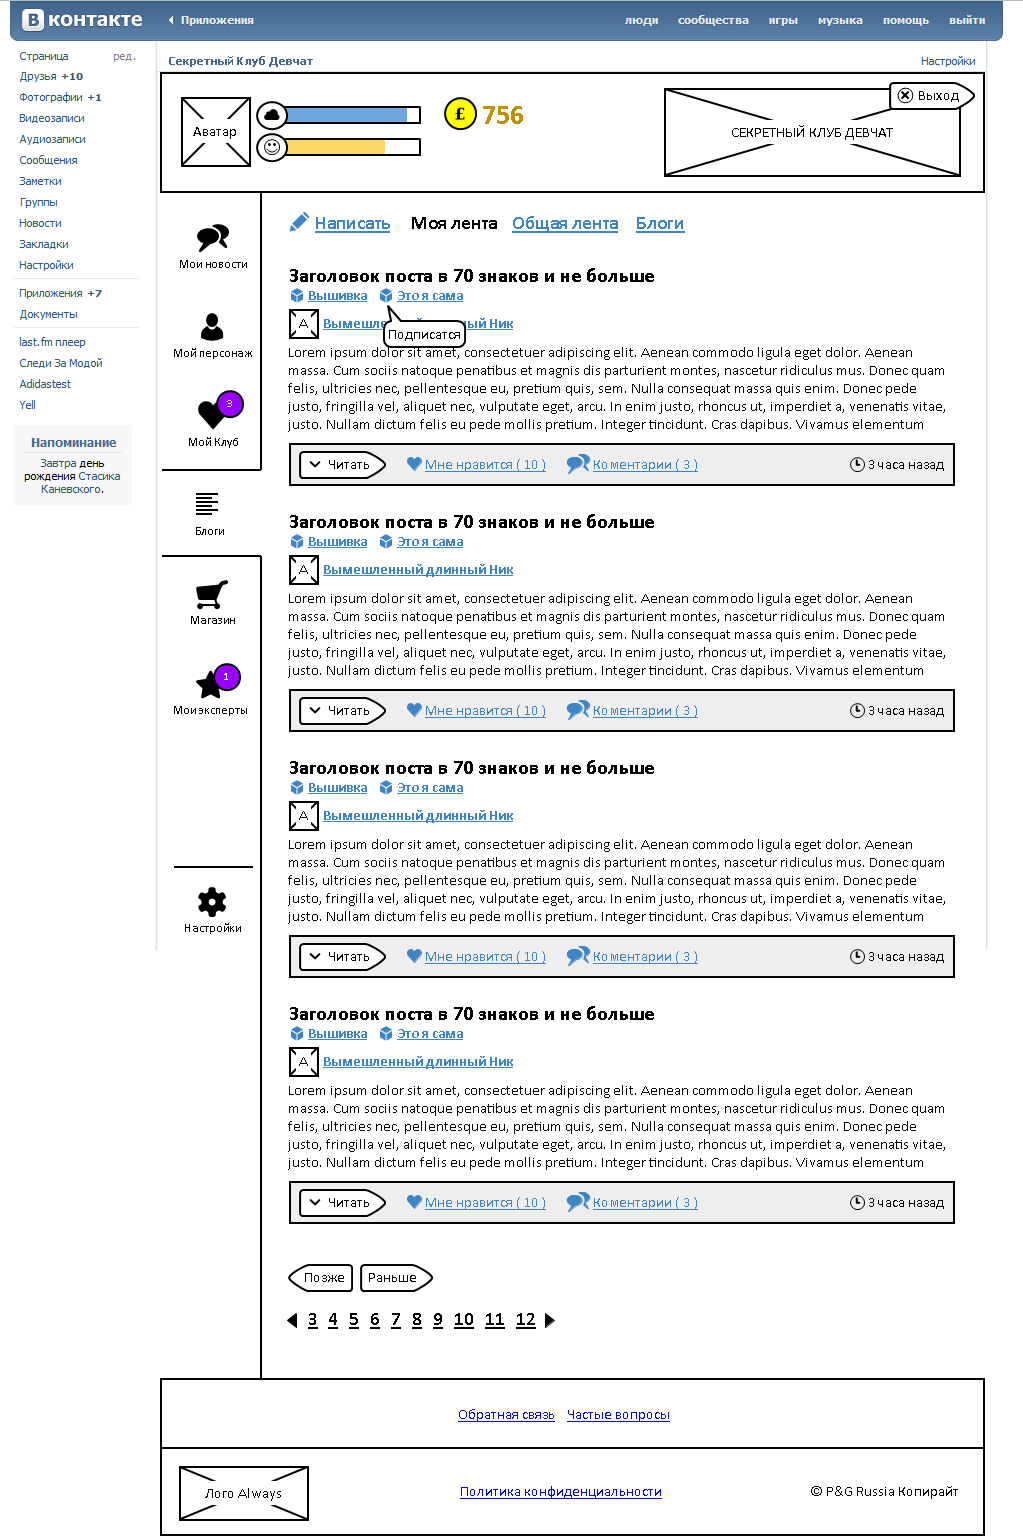 В контакте
Приложения
люди сообщества игры музыка помощь выйти
Страница ред.
Друзья +10
Фотографии +1
Видеозаписи
Аудиозаписи
Сообщения
Заметки
Группы
Новости
Закладки
Настройки
Приложения +7
Документы
last.fm плеер
Следи За Модой
Adidastest
Yell
Напоминание
Завтра день
рождения Стасика
Каневского.
Секретный Клуб Девчат Настройки
Аватар
£ 756
СЕКРЕТНЫЙ КЛУБ ДЕВЧАТ
Выход
Мои новости
Мой персонаж
3
Мой Клуб
Блоги
Магазин
1
Мои эксперты
Настройки
Написать Моя лента Общая лента Блоги
Заголовок поста в 70 знаков и не больше
Вышивка Это я сама
А Вымешле ый Ник
Подписатся
Lorem ipsum dolor sit amet, consectetuer adipiscing elit. Aenean commodo ligula eget dolor. Aenean
massa. Cum sociis natoque penatibus et magnis dis parturient montes, nascetur ridiculus mus. Donec quam
felis, ultricies nec, pellentesque eu, pretium quis, sem. Nulla consequat massa quis enim. Donec pede
justo, fringilla vel, aliquet nec, vulputate eget, arcu. In enim justo, rhoncus ut, imperdiet a, venenatis vitae,
justo. Nullam dictum felis eu pede mollis pretium. Integer tincidunt. Cras dapibus. Vivamus elementum
Читать Мне нравится ( 10 ) Коментарии ( 3 ) 3 часа назад
Заголовок поста в 70 знаков и не больше
Вышивка Это я сама
А Вымешленный длинный Ник
Lorem ipsum dolor sit amet, consectetuer adipiscing elit. Aenean commodo ligula eget dolor. Aenean
massa. Cum sociis natoque penatibus et magnis dis parturient montes, nascetur ridiculus mus. Donec quam
felis, ultricies nec, pellentesque eu, pretium quis, sem. Nulla consequat massa quis enim. Donec pede
justo, fringilla vel, aliquet nec, vulputate eget, arcu. In enim justo, rhoncus ut, imperdiet a, venenatis vitae,
justo. Nullam dictum felis eu pede mollis pretium. Integer tincidunt. Cras dapibus. Vivamus elementum
Читать Мне нравится ( 10 ) Коментарии ( 3 ) 3 часа назад
Заголовок поста в 70 знаков и не больше
Вышивка Это я сама
А Вымешленный длинный Ник
Lorem ipsum dolor sit amet, consectetuer adipiscing elit. Aenean commodo ligula eget dolor. Aenean
massa. Cum sociis natoque penatibus et magnis dis parturient montes, nascetur ridiculus mus. Donec quam
felis, ultricies nec, pellentesque eu, pretium quis, sem. Nulla consequat massa quis enim. Donec pede
justo, fringilla vel, aliquet nec, vulputate eget, arcu. In enim justo, rhoncus ut, imperdiet a, venenatis vitae,
justo. Nullam dictum felis eu pede mollis pretium. Integer tincidunt. Cras dapibus. Vivamus elementum
Читать Мне нравится ( 10 ) Коментарии ( 3 ) 3 часа назад
Заголовок поста в 70 знаков и не больше
Вышивка Это я сама
А Вымешленный длинный Ник
Lorem ipsum dolor sit amet, consectetuer adipiscing elit. Aenean commodo ligula eget dolor. Aenean
massa. Cum sociis natoque penatibus et magnis dis parturient montes, nascetur ridiculus mus. Donec quam
felis, ultricies nec, pellentesque eu, pretium quis, sem. Nulla consequat massa quis enim. Donec pede
justo, fringilla vel, aliquet nec, vulputate eget, arcu. In enim justo, rhoncus ut, imperdiet a, venenatis vitae,
justo. Nullam dictum felis eu pede mollis pretium. Integer tincidunt. Cras dapibus. Vivamus elementum
Читать Мне нравится ( 10 ) Коментарии ( 3 ) 3 часа назад
Позже Раньше
3 4 5 6 7 8 9 10 11 12
Обратная связь Частые вопросы
Лого Always Политика конфиденциальности © P&G Russia Копирайт